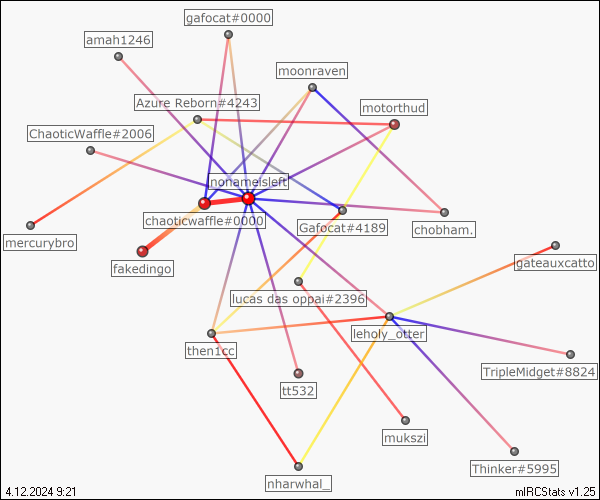 gafocat#0000
amah1246
moonraven
Azure Reborn#4243
motorthud
ChaoticWaffle#2006
nonameisleft
chaoticwaffle#0000
mercurybro
Gafocat#4189
chobham.
gateauxcatto
fakedingo
lucas das oppai#2396
leholy_otter
then1cc
TripleMidget#8824
tt532
mukszi
Thinker#5995
nharwhal_
4.12.2024 9:21
mIRCStats v1.25